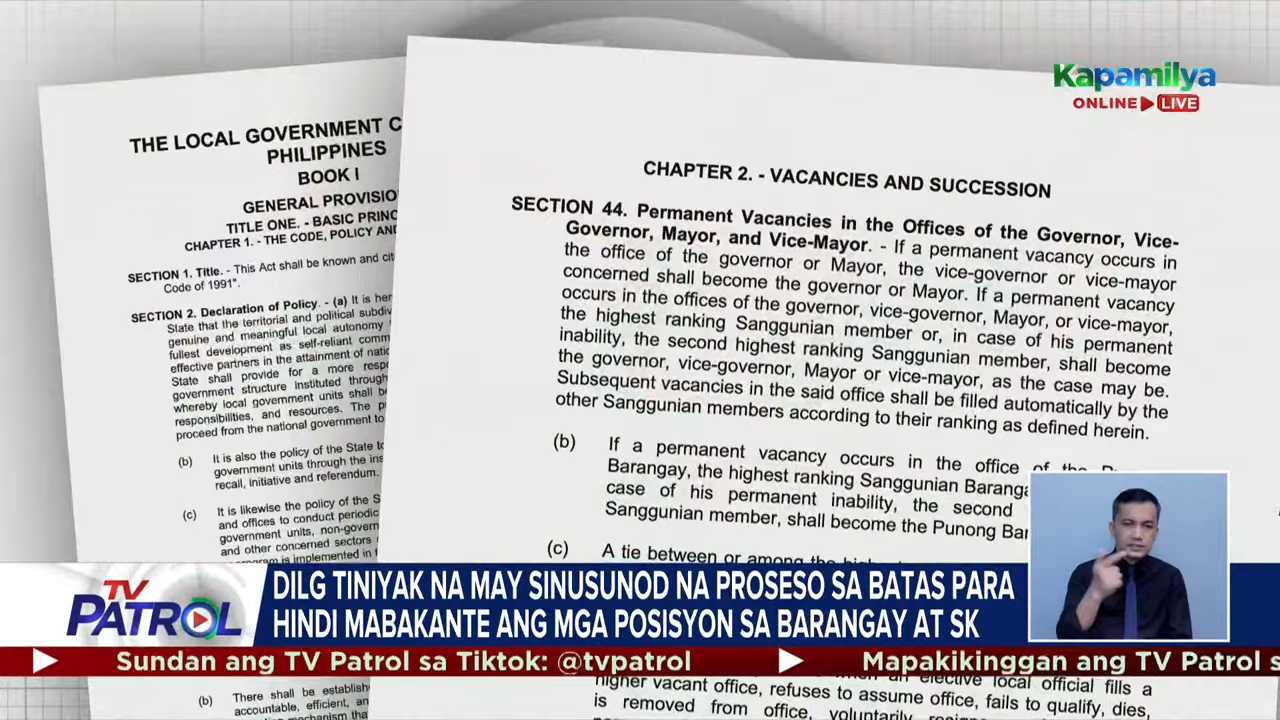 Kapamilya
ONLINE LIVE
THE LOCAL GOVERNMENT C
PHILIPPINES
BOOK I
GENERAL PROVISIO
TITLE ONE. - BASIC PRINC
CHAPTER 1. - THE CODE, POLICY AND
SECTION 1. Title. - This Act shall be known and cit
Code of 1991".
SECTION 2. Declaration of Policy. - (a) It is her
State that the territorial and political subdiv
genuine and meaningful local autonomy
fullest development as self-reliant comm
effective partners in the attainment of natio
State shall provide for a more respo
government structure instituted through
whereby local government units shall be
responsibilities, and resources. The p
proceed from the national government to
(b) It is also the policy of the State to
government units through the ins
recall, initiative and referendum.
(c) It is likewise the policy of the S
and offices to conduct periodic
government units, non-govern
and other concerned sectors
program is implemented in t
(b) There shall be establishe
accountable, efficient, an
mechanism that
CHAPTER 2. - VACANCIES AND SUCCESSION
SECTION 44. Permanent Vacancies in the Offices of the Governor, Vice-
Governor, Mayor, and Vice-Mayor. - If a permanent vacancy occurs in
the office of the governor or Mayor, the vice-governor or vice-mayor
concerned shall become the governor or Mayor. If a permanent vacancy
occurs in the offices of the governor, vice-governor, Mayor, or vice-mayor,
the highest ranking Sanggunian member or, in case of his permanent
inability, the second highest ranking Sanggunian member, shall become
the governor, vice-governor, Mayor or vice-mayor, as the case may be.
Subsequent vacancies in the said office shall be filled automatically by the
other Sanggunian members according to their ranking as defined herein.
(b) If a permanent vacancy occurs in the office of the
Barangay, the highest ranking Sanggunian Baranga
case of his permanent inability, the second
Sanggunian member, shall become the Punong Bar
(c) A tie between or among the
when an elective local official fills a
higher vacant office, refuses to assume office, fails to qualify, dies,
is removed from office, voluntarily
TV
PATROL
DILG TINIYAK NA MAY SINUSUNOD NA PROSESO SA BATAS PARA
HINDI MABAKANTE ANG MGA POSISYON SA BARANGAY AT SK
Sundan ang TV Patrol sa Tiktok: @tvpatrol Mapakikinggan ang TV Patrol s